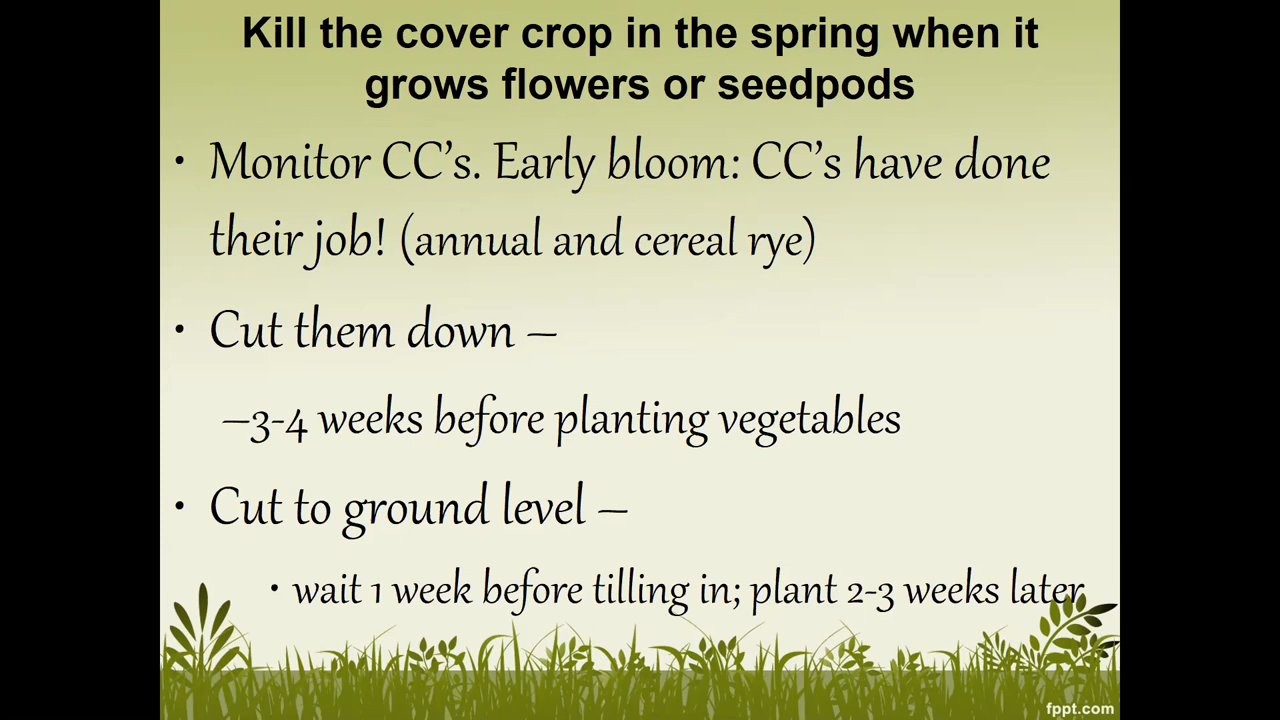 Kill the cover crop in the spring when it
grows flowers or seedpods
• Monitor CC’s. Early bloom: CC’s have done
their job! (annual and cereal rye)
• Cut them down –
–3-4 weeks before planting vegetables
• Cut to ground level –
• wait 1 week before tilling in; plant 2-3 weeks later
fppt.com